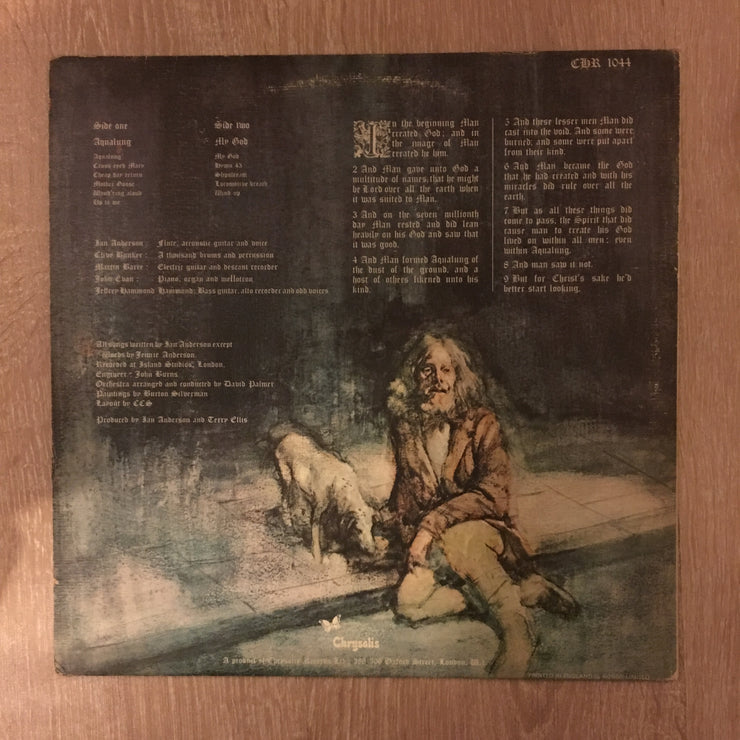 CHR 1044
Side one
Aqualung
Aqualung
Cross eyed Mary
Cheap day return
Mother Goose
Wond'ring aloud
Up to me
Side two
My God
My God
Hymn 43
Slipstream
Locomotive breath
Wind up
Ian Anderson : Flute, accoustic guitar and voice
Clive Bunker : A thousand drums and percussion
Martin Barre : Electric guitar and descant recorder
John Evan : Piano, organ and mellotron
Jeffrey Hammond Hammond: Bass guitar, alto recorder and odd voices
All songs written by Ian Anderson except
by Jennie Anderson.
Recorded at Island Studios, London.
Engineer - John Burns
Orchestra arranged and conducted by David Palmer
Paintings by Burton Silverman
Layout by CCS
Produced by Ian Anderson and Terry Ellis
In the beginning Man
created God; and in
the image of Man
created he him.
2 And Man gave unto God a
multitude of names, that he might
be Lord over all the earth when
it was suited to Man.
3 And on the seven millionth
day Man rested and did lean
heavily on his God and saw that
it was good.
4 And Man formed Aqualung of
the dust of the ground, and a
host of others likened unto his
kind.
5 And these lesser men Man did
cast into the void. And some were
burned; and some were put apart
from their kind.
6 And Man became the God
that he had created and with his
miracles did rule over all the
earth.
7 But as all these things did
come to pass, the Spirit that did
cause man to create his God
lived on within all men: even
within Aqualung.
8 And man saw it not.
9 But for Christ's sake he'd
better start looking.
Chrysalis
A product of Chrysalis Records Ltd., Oxford Street, London, W.1
PRINTED IN ENGLAND